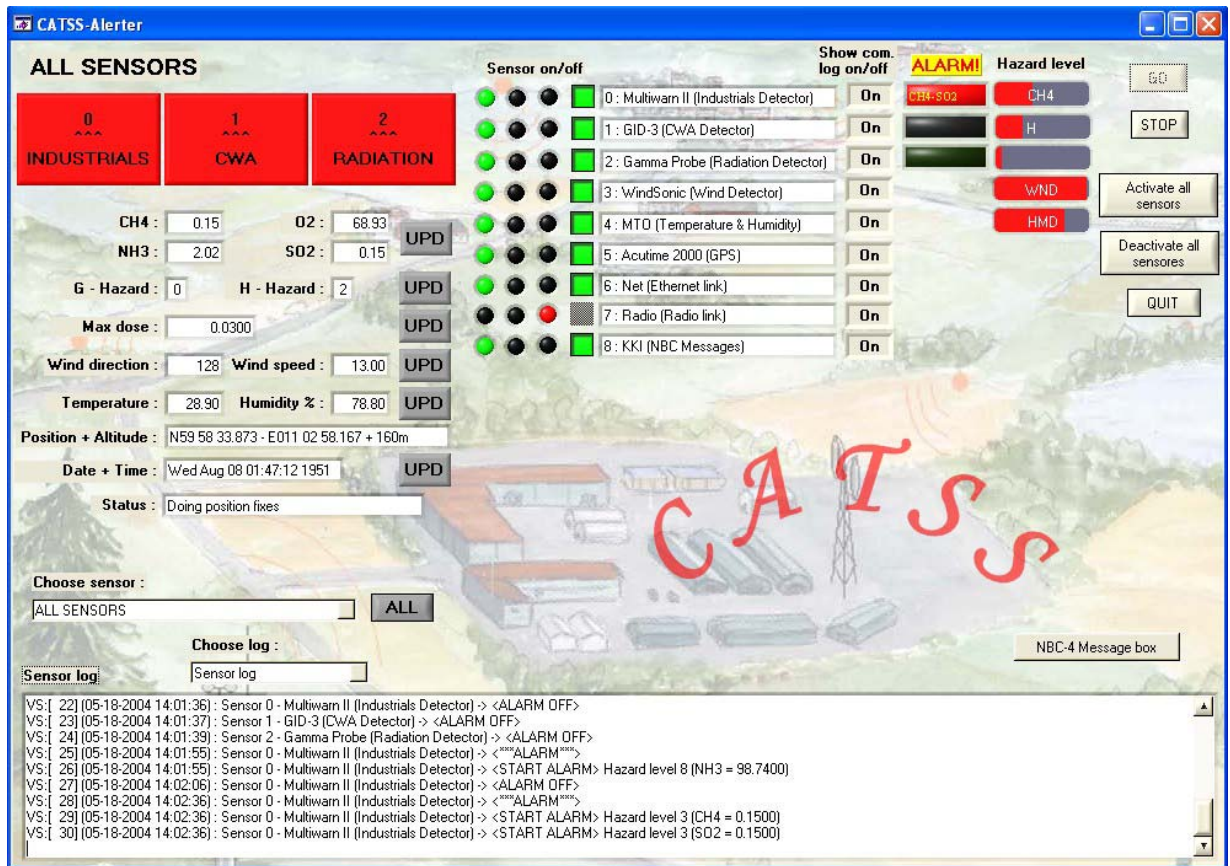 CATSS-Alerter
ALL SENSORS
0
^^^
INDUSTRIALS
1
^^^
CWA
2
^^^
RADIATION
CH4 : 0.15 O2 : 68.93
NH3 : 2.02 SO2 : 0.15 UPD
G - Hazard : 0 H - Hazard : 2 UPD
Max dose : 0.0300 UPD
Wind direction : 128 Wind speed : 13.00 UPD
Temperature : 28.90 Humidity % : 78.80 UPD
Position + Altitude : N59 58 33.873 - E011 02 58.167 + 160m
Date + Time : Wed Aug 08 01:47:12 1951 UPD
Status : Doing position fixes
Sensor on/off
Show com.
log on/off
0 : Multiwarn II (Industrials Detector) On
1 : GID-3 (CWA Detector) On
2 : Gamma Probe (Radiation Detector) On
3 : WindSonic (Wind Detector) On
4 : MTO (Temperature & Humidity) On
5 : Acutime 2000 (GPS) On
6 : Net (Ethernet link) On
7 : Radio (Radio link) On
8 : KKI (NBC Messages) On
ALARM!
CH4-SO2
Hazard level
CH4
H
WND
HMD
GO
STOP
Activate all
sensors
Deactivate all
sensores
QUIT
CATSS
Choose sensor :
ALL SENSORS ALL
Choose log :
Sensor log
Sensor log
NBC-4 Message box
VS:[ 22] (05-18-2004 14:01:36) : Sensor 0 - Multiwarn II (Industrials Detector) -> <ALARM OFF>
VS:[ 23] (05-18-2004 14:01:37) : Sensor 1 - GID-3 (CWA Detector) -> <ALARM OFF>
VS:[ 24] (05-18-2004 14:01:39) : Sensor 2 - Gamma Probe (Radiation Detector) -> <ALARM OFF>
VS:[ 25] (05-18-2004 14:01:55) : Sensor 0 - Multiwarn II (Industrials Detector) -> <***ALARM***>
VS:[ 26] (05-18-2004 14:01:55) : Sensor 0 - Multiwarn II (Industrials Detector) -> <START ALARM> Hazard level 8 (NH3 = 98.7400)
VS:[ 27] (05-18-2004 14:02:06) : Sensor 0 - Multiwarn II (Industrials Detector) -> <ALARM OFF>
VS:[ 28] (05-18-2004 14:02:36) : Sensor 0 - Multiwarn II (Industrials Detector) -> <***ALARM***>
VS:[ 29] (05-18-2004 14:02:36) : Sensor 0 - Multiwarn II (Industrials Detector) -> <START ALARM> Hazard level 3 (CH4 = 0.1500)
VS:[ 30] (05-18-2004 14:02:36) : Sensor 0 - Multiwarn II (Industrials Detector) -> <START ALARM> Hazard level 3 (SO2 = 0.1500)